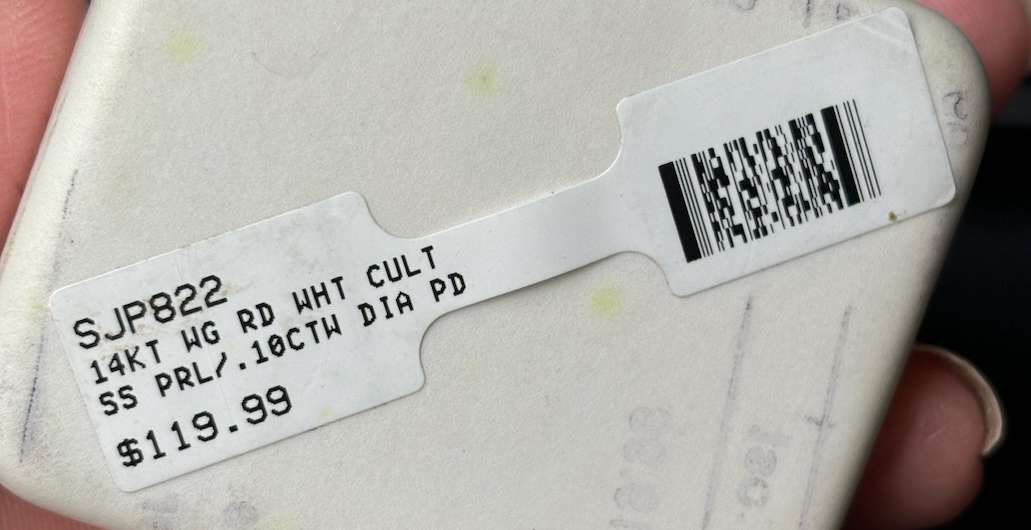 SJP822
14KT WG RD WHT CULT
SS PRL/.10CTW DIA PD
$119.99